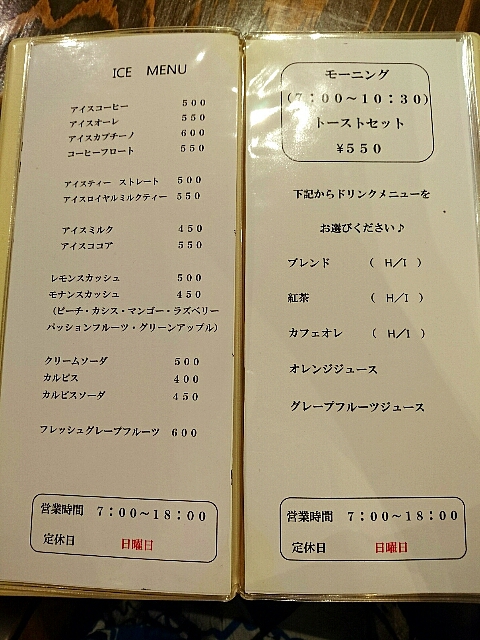 ICE MENU
アイスコーヒー 500
アイスオーレ 550
アイスカプチーノ 600
コーヒーフロート 550
アイスティー ストレート 500
アイスロイヤルミルクティー 550
アイスミルク 450
アイスココア 550
レモンスカッシュ 500
モナンスカッシュ 450
(ピーチ・カシス・マンゴー・ラズベリー
パッションフルーツ・グリーンアップル)
クリームソーダ 500
カルピス 400
カルピスソーダ 450
フレッシュグレープフルーツ 600
営業時間 7:00～18:00
定休日 日曜日
モーニング
(7:00～10:30)
トーストセット
¥550
下記からドリンクメニューを
お選びください♪
ブレンド ( H/I )
紅茶 ( H/I )
カフェオレ ( H/I )
オレンジジュース
グレープフルーツジュース
営業時間 7:00～18:00
定休日 日曜日